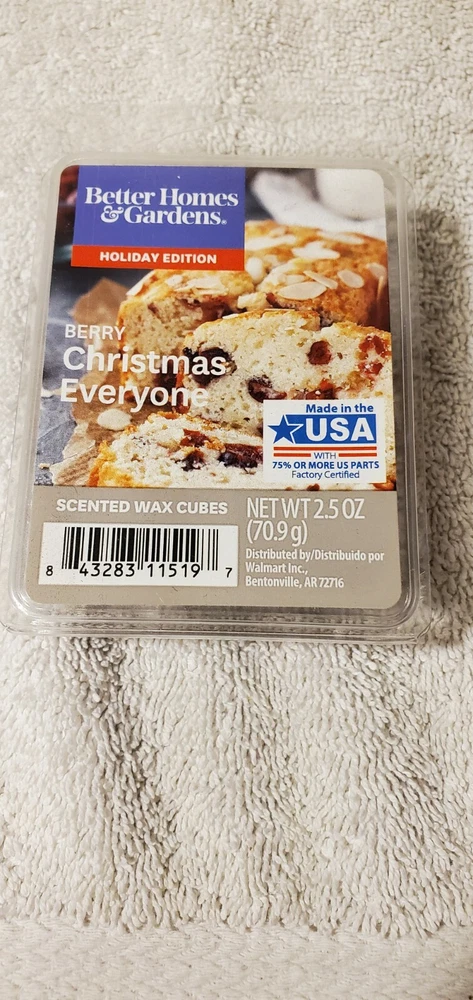 Better Homes
& Gardens®
HOLIDAY EDITION
BERRY
Christmas
Everyone
Made in the
USA
WITH
75% OR MORE US PARTS
Factory Certified
SCENTED WAX CUBES
NET WT 2.5 OZ
(70.9 g)
Distributed by/Distribuido por
Walmart Inc.,
Bentonville, AR 72716
8 43283 11519 7